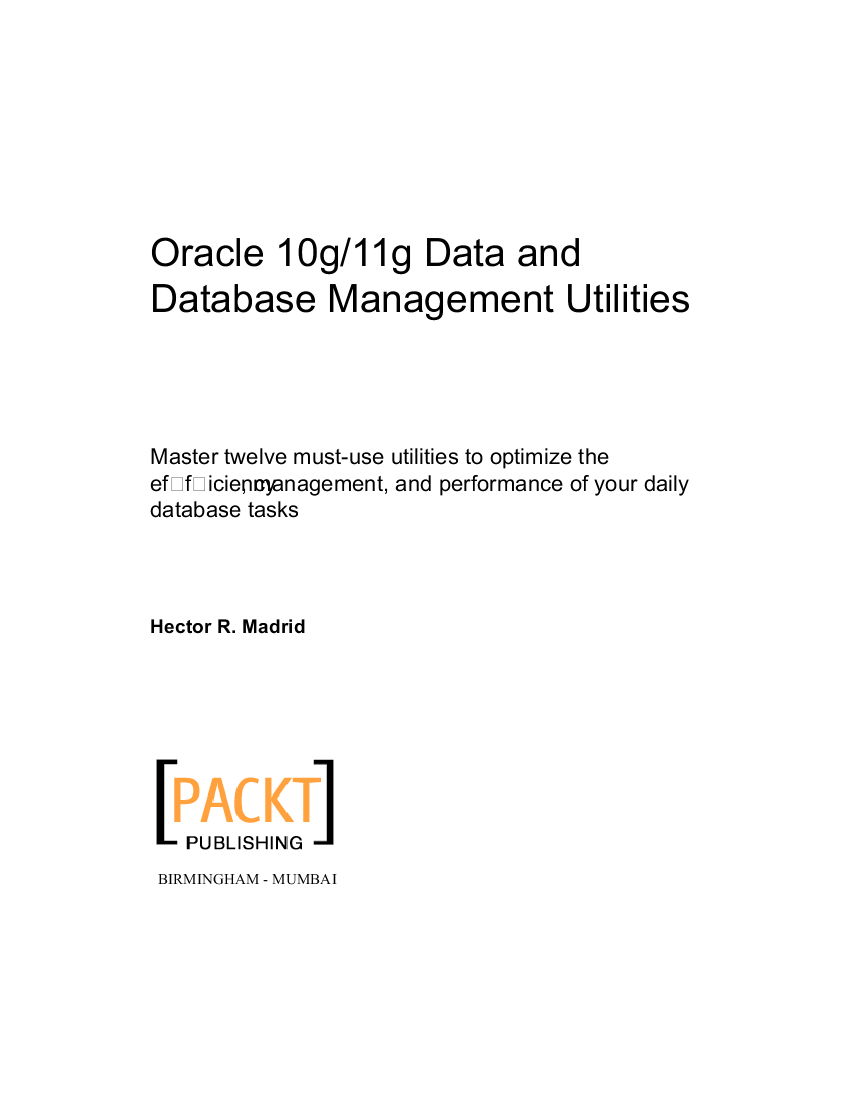 Oracle 10g/11g Data and
Database Management Utilities
Master twelve must-use utilities to optimize the
ef□f□iciency, management, and performance of your daily
database tasks
Hector R. Madrid
[PACKT]
PUBLISHING
BIRMINGHAM - MUMBAI